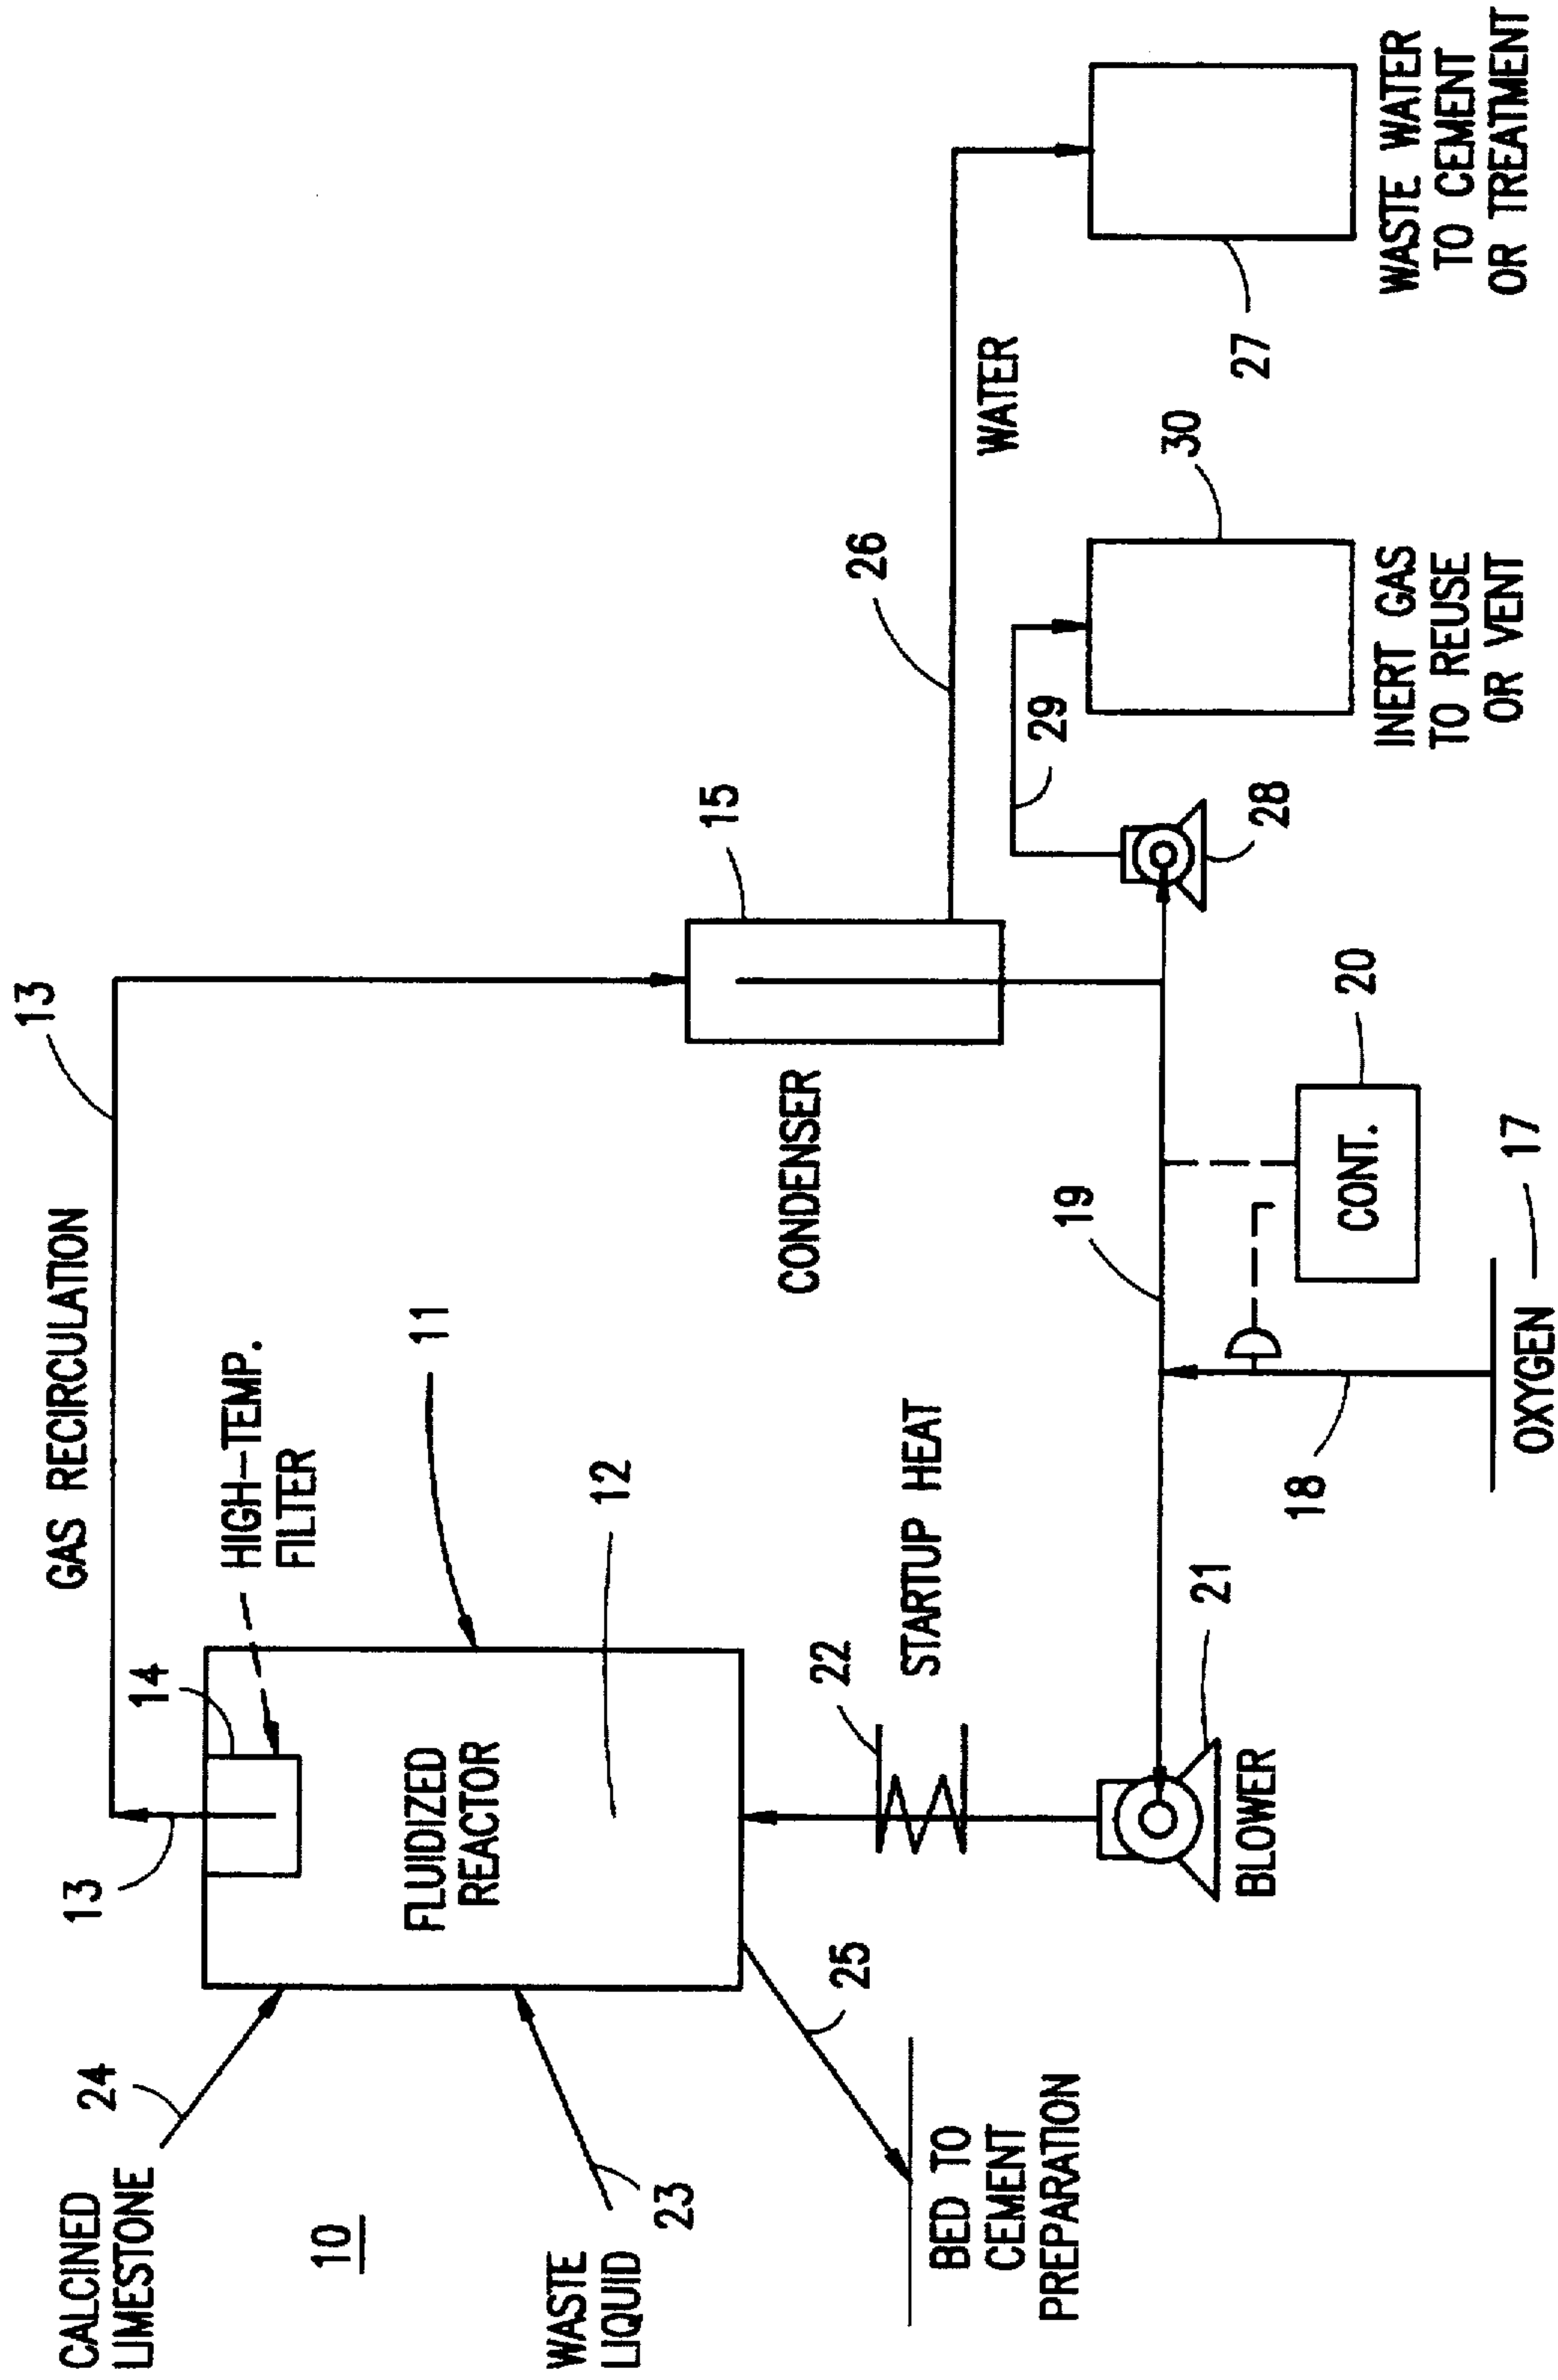 13
GAS RECIRCULATION
HIGH-TEMP.
FILTER
14
13
11
12
FLUIDIZED
REACTOR
CALCINED
LIMESTONE
24
10
WASTE
LIQUID
23
25
BED TO
CEMENT
PREPARATION
22
STARTUP HEAT
21
BLOWER
15
CONDENSER
26
WATER
19
20
CONT.
18
OXYGEN
17
28
29
30
INERT GAS
TO REUSE
OR VENT
27
WASTE WATER
TO CEMENT
OR TREATMENT